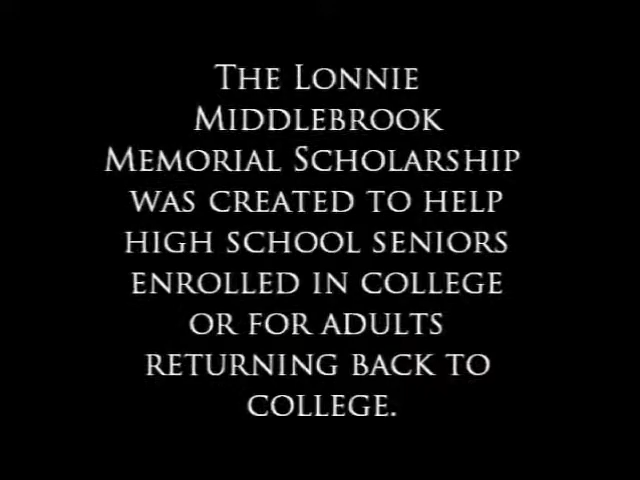 The Lonnie
Middlebrook
Memorial Scholarship
was created to help
high school seniors
enrolled in college
or for adults
returning back to
college.